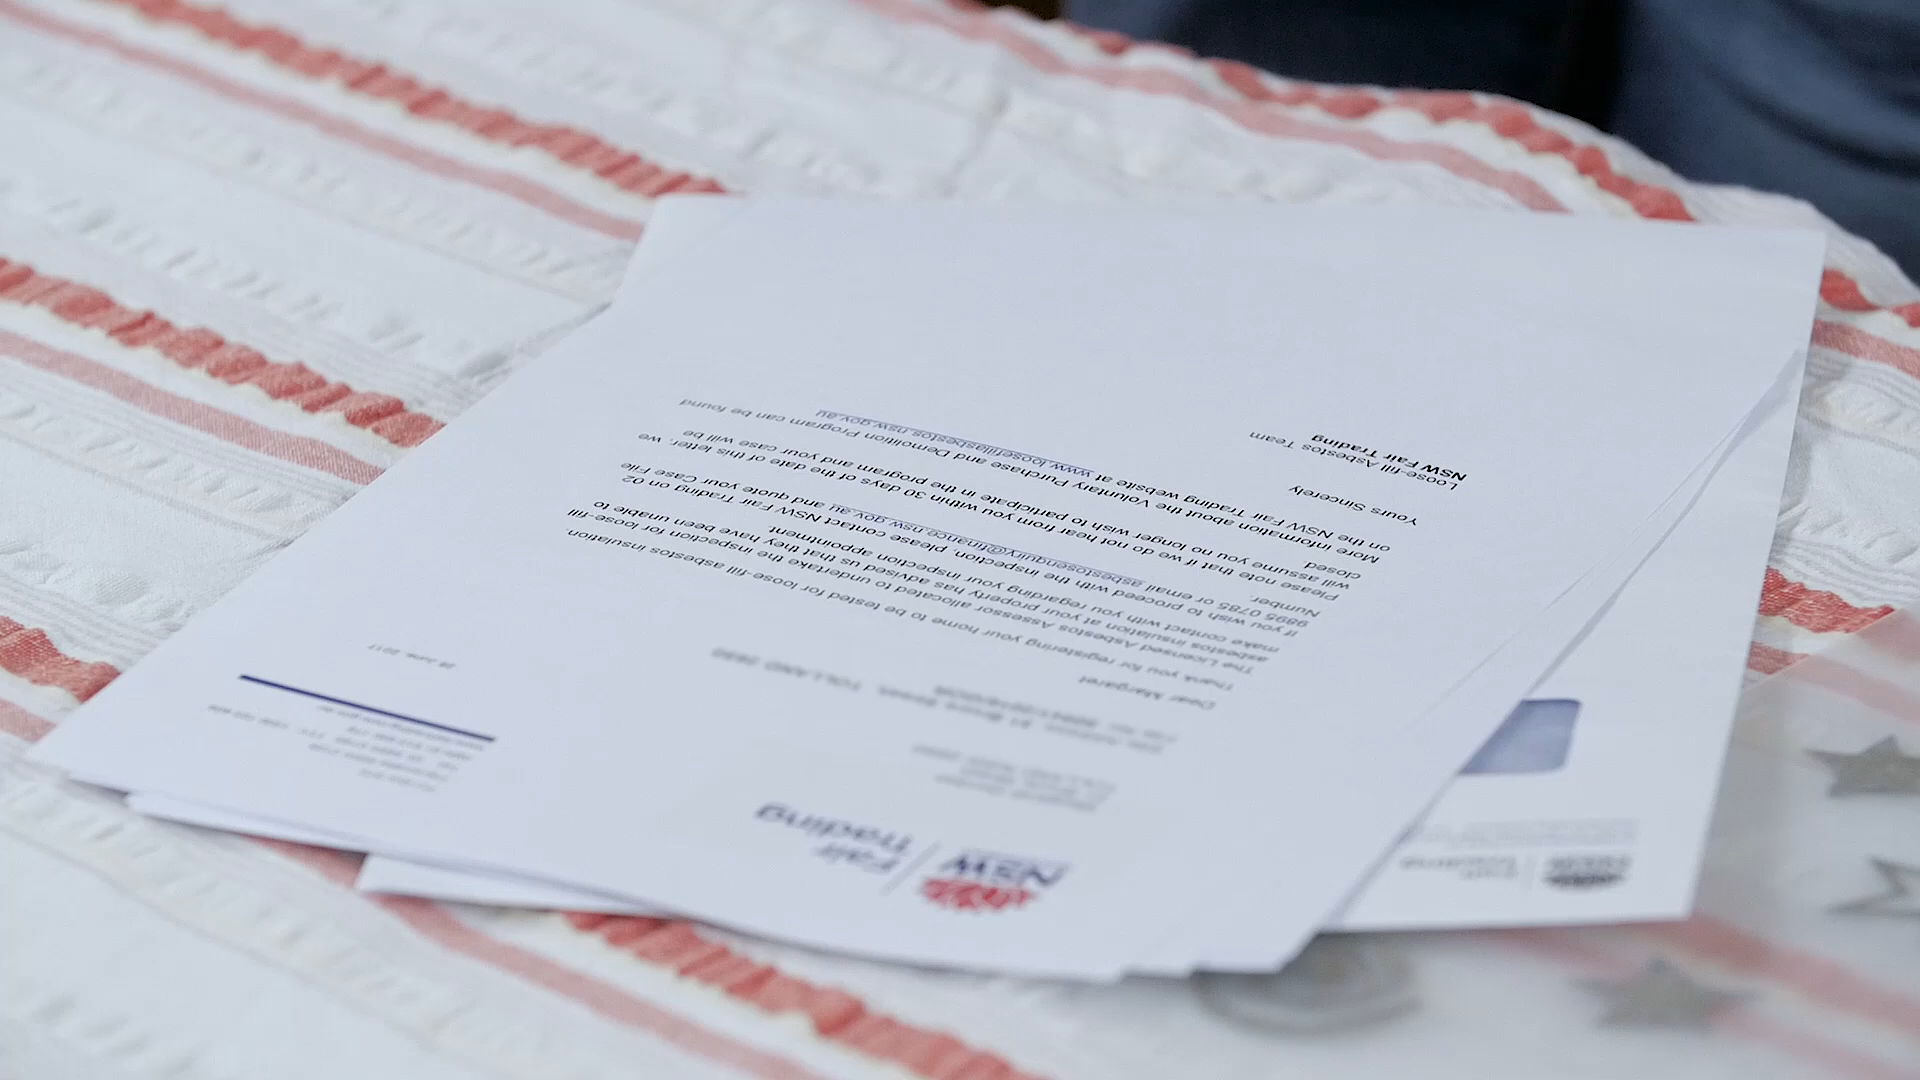 NSW
Fair
Trading
28 June, 2017
TOLLAND 2650
Dear Margaret
Thank you for registering your home to be tested for loose-fill asbestos insulation.
The Licensed Asbestos Assessor allocated to undertake the inspection for loose-fill
asbestos insulation at your property has advised us that they have been unable to
make contact with you regarding your inspection appointment.
If you wish to proceed with the inspection, please contact NSW Fair Trading on 02
9895 0785 or email asbestosenquiry@finance.nsw.gov.au and quote your Case File
Number.
Please note that if we do not hear from you within 30 days of the date of this letter, we
will assume you no longer wish to participate in the program and your case will be
closed
More information about the Voluntary Purchase and Demolition Program can be found
on the NSW Fair Trading website at www.loosefillasbestos.nsw.gov.au
Yours Sincerely
Loose-fill Asbestos Team
NSW Fair Trading